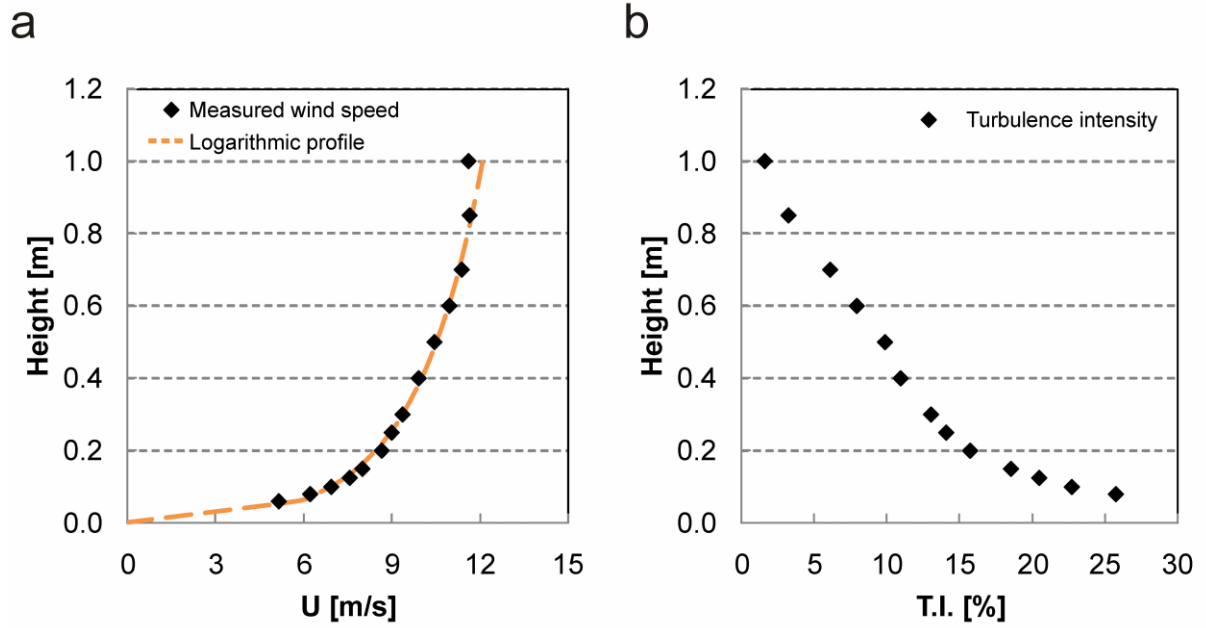 a
1.2
1.0
0.8
0.6
0.4
0.2
0.0
Height [m]
Measured wind speed
Logarithmic profile
0 3 6 9 12 15
U [m/s]
b
1.2
1.0
0.8
0.6
0.4
0.2
0.0
Height [m]
Turbulence intensity
0 5 10 15 20 25 30
T.I. [%]